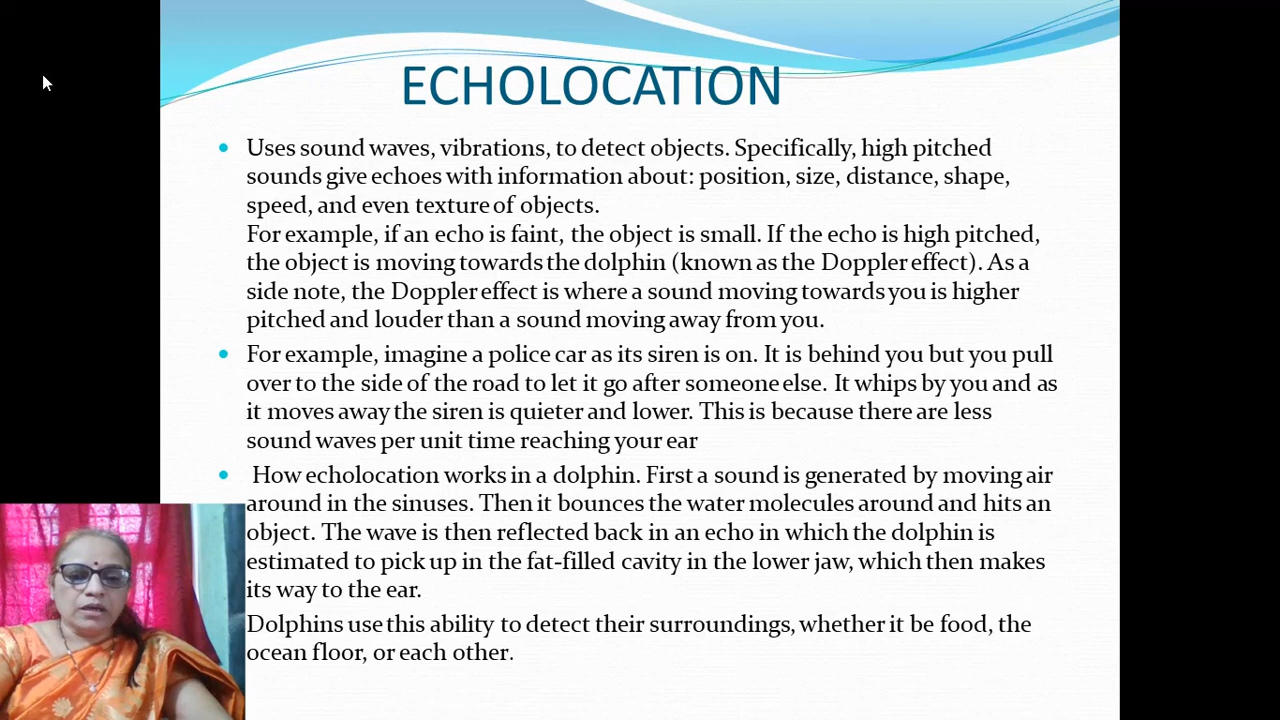 ECHOLOCATION
Uses sound waves, vibrations, to detect objects. Specifically, high pitched
sounds give echoes with information about: position, size, distance, shape,
speed, and even texture of objects.
For example, if an echo is faint, the object is small. If the echo is high pitched,
the object is moving towards the dolphin (known as the Doppler effect). As a
side note, the Doppler effect is where a sound moving towards you is higher
pitched and louder than a sound moving away from you.
For example, imagine a police car as its siren is on. It is behind you but you pull
over to the side of the road to let it go after someone else. It whips by you and as
it moves away the siren is quieter and lower. This is because there are less
sound waves per unit time reaching your ear
How echolocation works in a dolphin. First a sound is generated by moving air
around in the sinuses. Then it bounces the water molecules around and hits an
object. The wave is then reflected back in an echo in which the dolphin is
estimated to pick up in the fat-filled cavity in the lower jaw, which then makes
its way to the ear.
Dolphins use this ability to detect their surroundings, whether it be food, the
ocean floor, or each other.